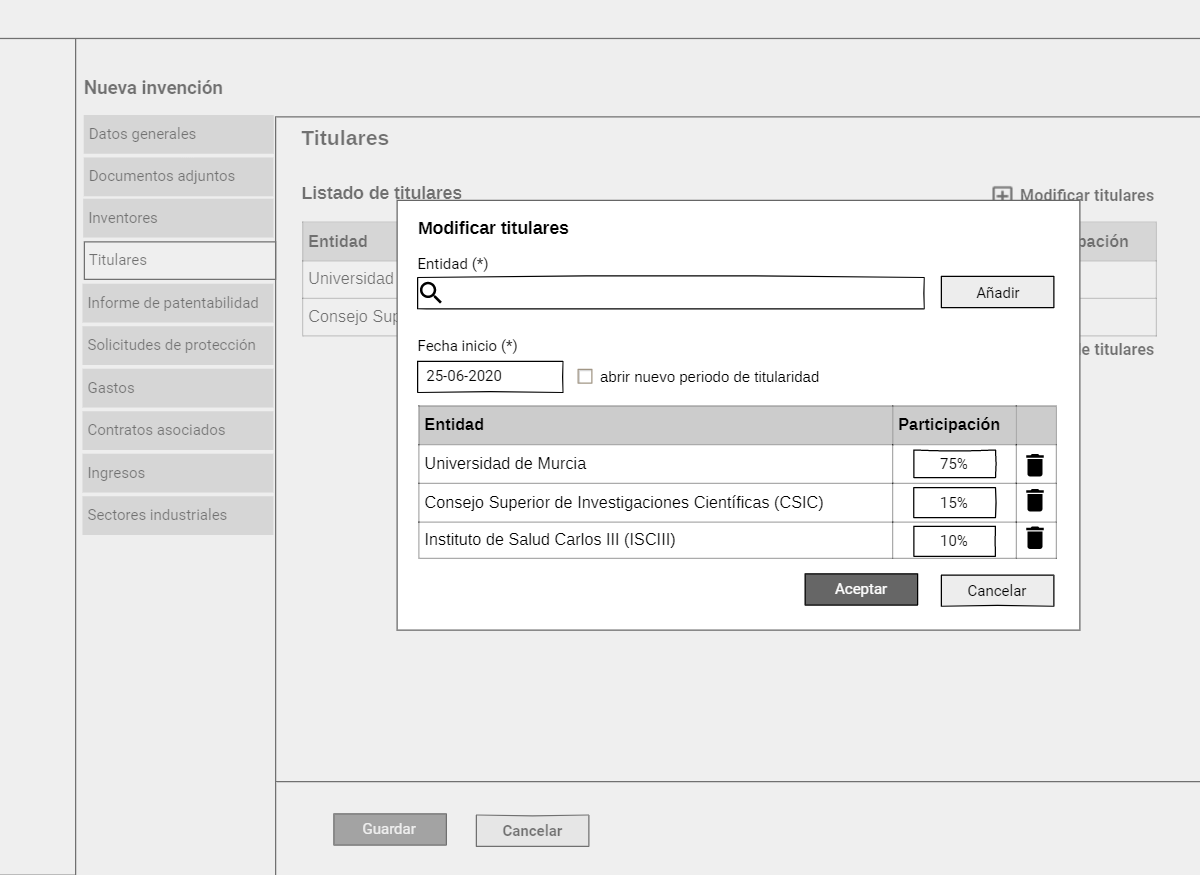 Nueva invención
Datos generales
Documentos adjuntos
Inventores
Titulares
Informe de patentabilidad
Solicitudes de protección
Gastos
Contratos asociados
Ingresos
Sectores industriales
Titulares
Listado de titulares
Modificar titulares
Entidad
Universidad
Consejo
e titulares
Modificar titulares
Entidad (*)
Añadir
Fecha inicio (*)
25-06-2020
abrir nuevo periodo de titularidad
Entidad Participación
Universidad de Murcia 75%
Consejo Superior de Investigaciones Científicas (CSIC) 15%
Instituto de Salud Carlos III (ISCIII) 10%
Aceptar Cancelar
Guardar Cancelar